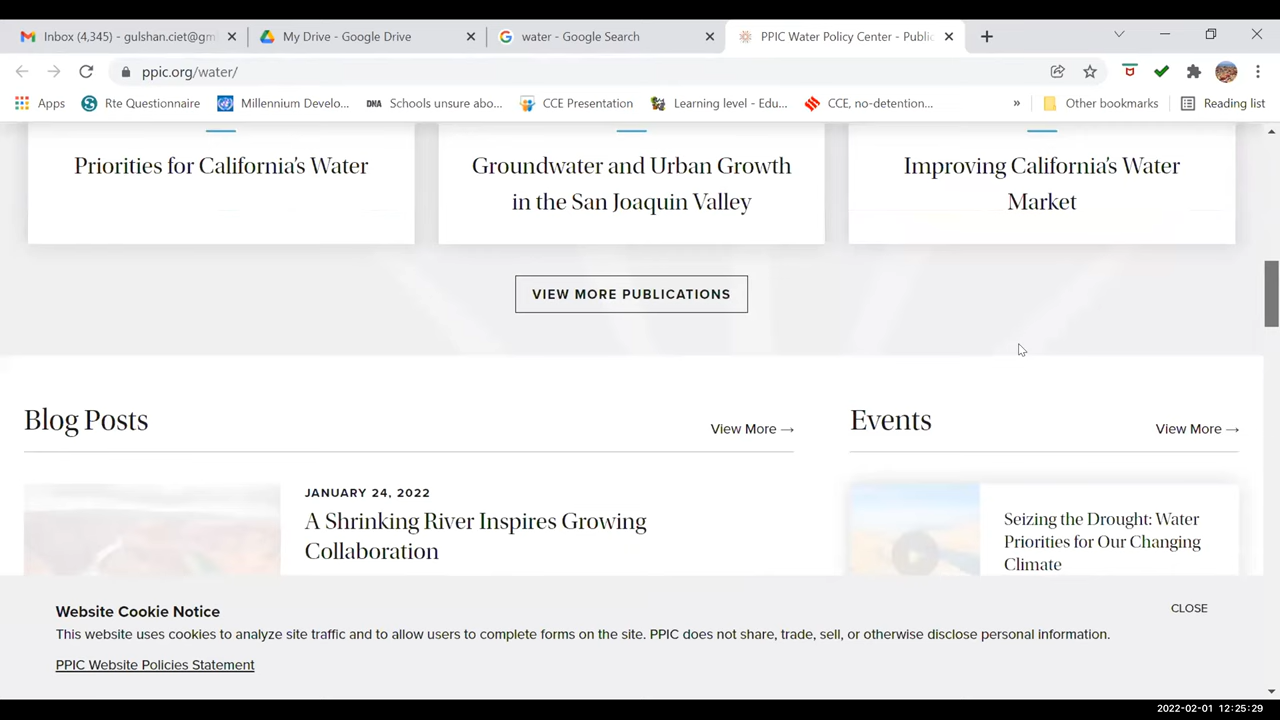 Inbox (4,345) - gulshan.ciet@gm
My Drive - Google Drive
water - Google Search
PPIC Water Policy Center - Public
ppic.org/water/
Apps
Rte Questionnaire
Millennium Develo...
DNA
Schools unsure abo...
CCE Presentation
Learning level - Edu...
CCE, no-detention...
»
Other bookmarks
Reading list
Priorities for California's Water
Groundwater and Urban Growth
in the San Joaquin Valley
Improving California's Water
Market
VIEW MORE PUBLICATIONS
Blog Posts
View More →
Events
View More →
JANUARY 24, 2022
A Shrinking River Inspires Growing
Collaboration
Seizing the Drought: Water
Priorities for Our Changing
Climate
Website Cookie Notice
CLOSE
This website uses cookies to analyze site traffic and to allow users to complete forms on the site. PPIC does not share, trade, sell, or otherwise disclose personal information.
PPIC Website Policies Statement
2022-02-01 12:25:29